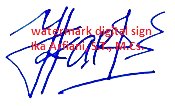 watermark digital sign
Ika Arfiani, S.T., M.Cs.